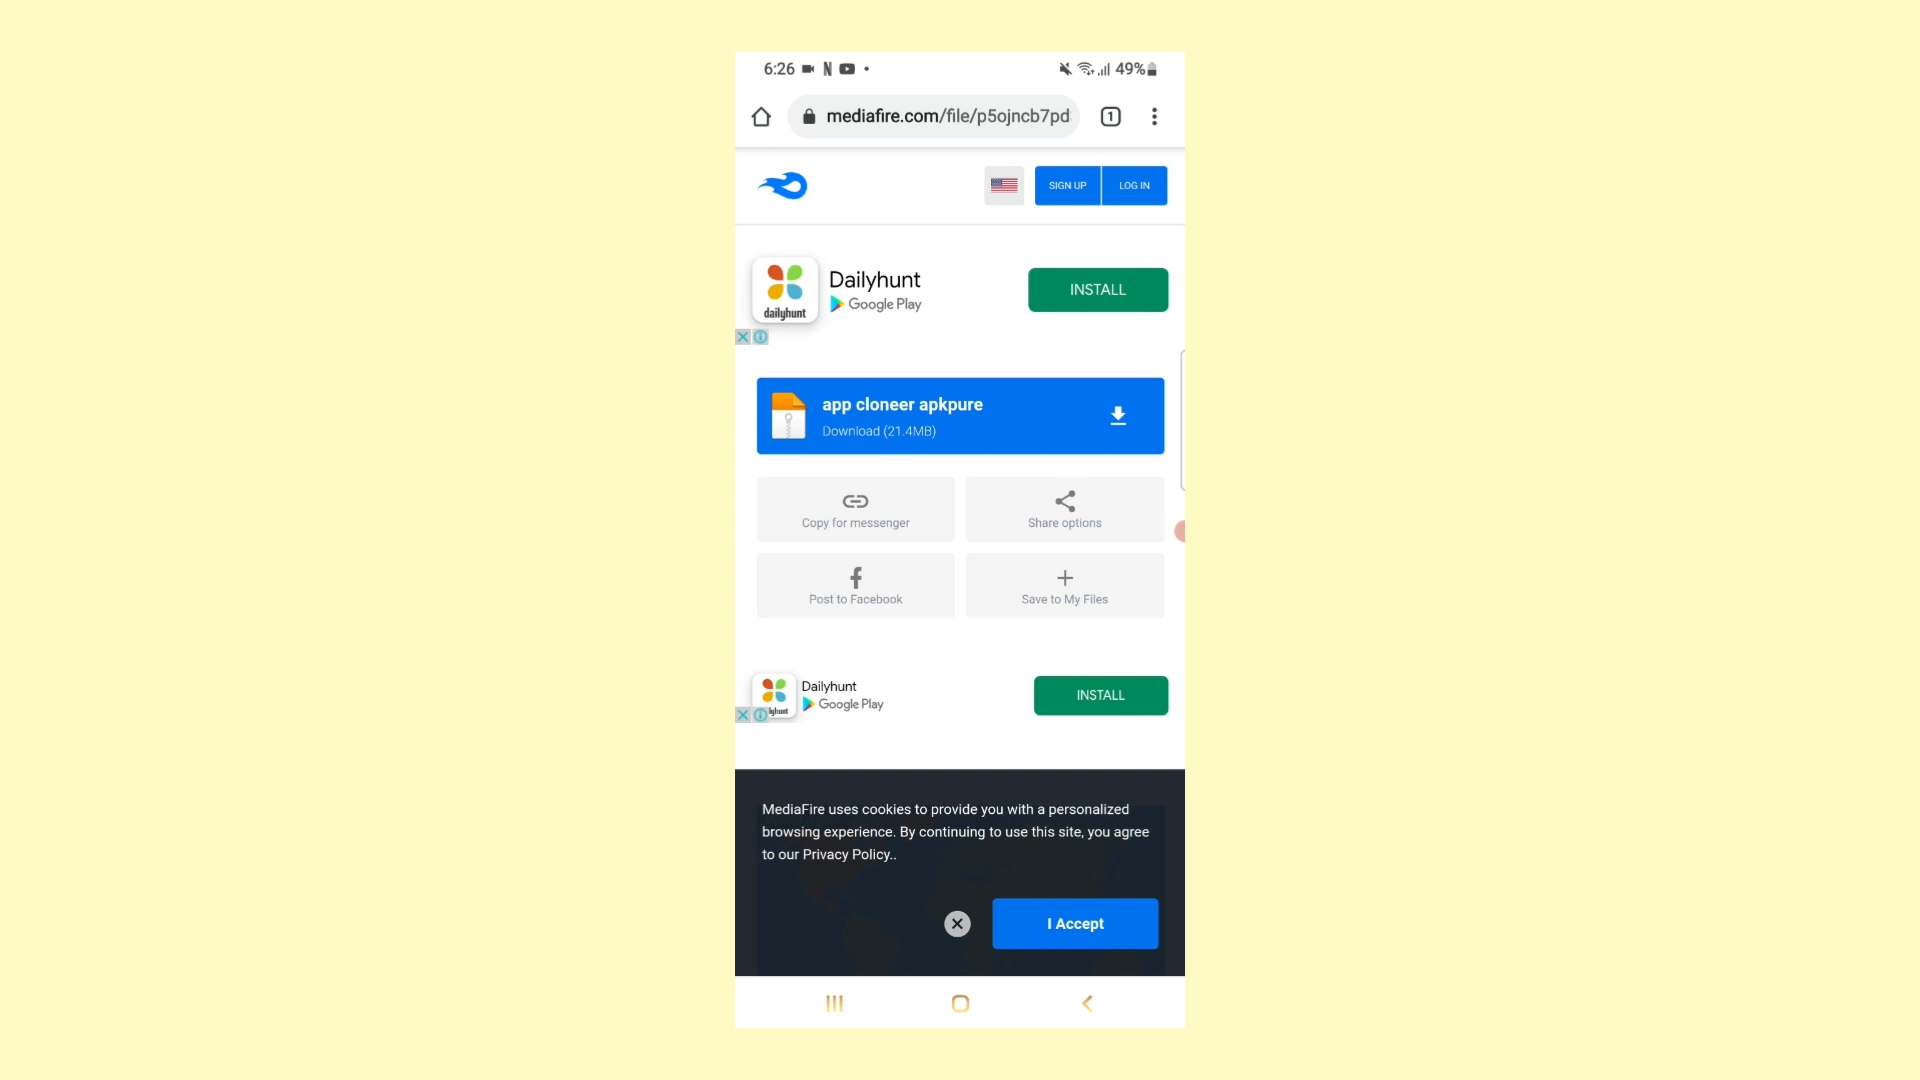 6:26
49%
mediafire.com/file/p5ojncb7pd
1
SIGN UP
LOG IN
Dailyhunt
Google Play
dailyhunt
INSTALL
app cloneer apkpure
Download (21.4MB)
Copy for messenger
Share options
Post to Facebook
Save to My Files
Dailyhunt
Google Play
INSTALL
MediaFire uses cookies to provide you with a personalized
browsing experience. By continuing to use this site, you agree
to our Privacy Policy..
I Accept